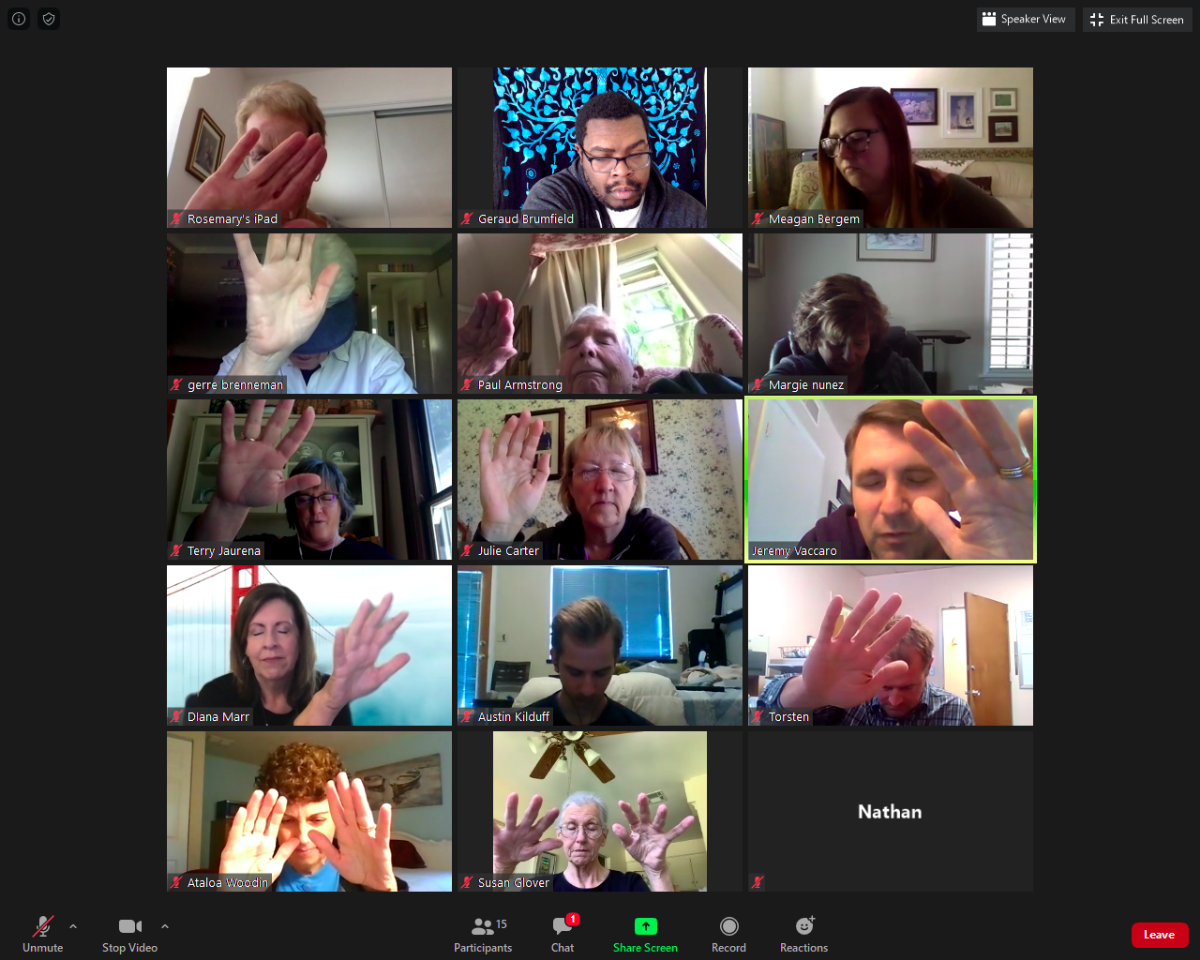 Speaker View
Exit Full Screen
Rosemary's iPad
Geraud Brumfield
Meagan Bergem
gerre brenneman
Paul Armstrong
Margie nunez
Terry Jaurena
Julie Carter
Jeremy Vaccaro
Diana Marr
Austin Kilduff
Torsten
Ataloa Woodin
Susan Glover
Nathan
15
1
Unmute
Stop Video
Participants
Chat
Share Screen
Record
Reactions
Leave